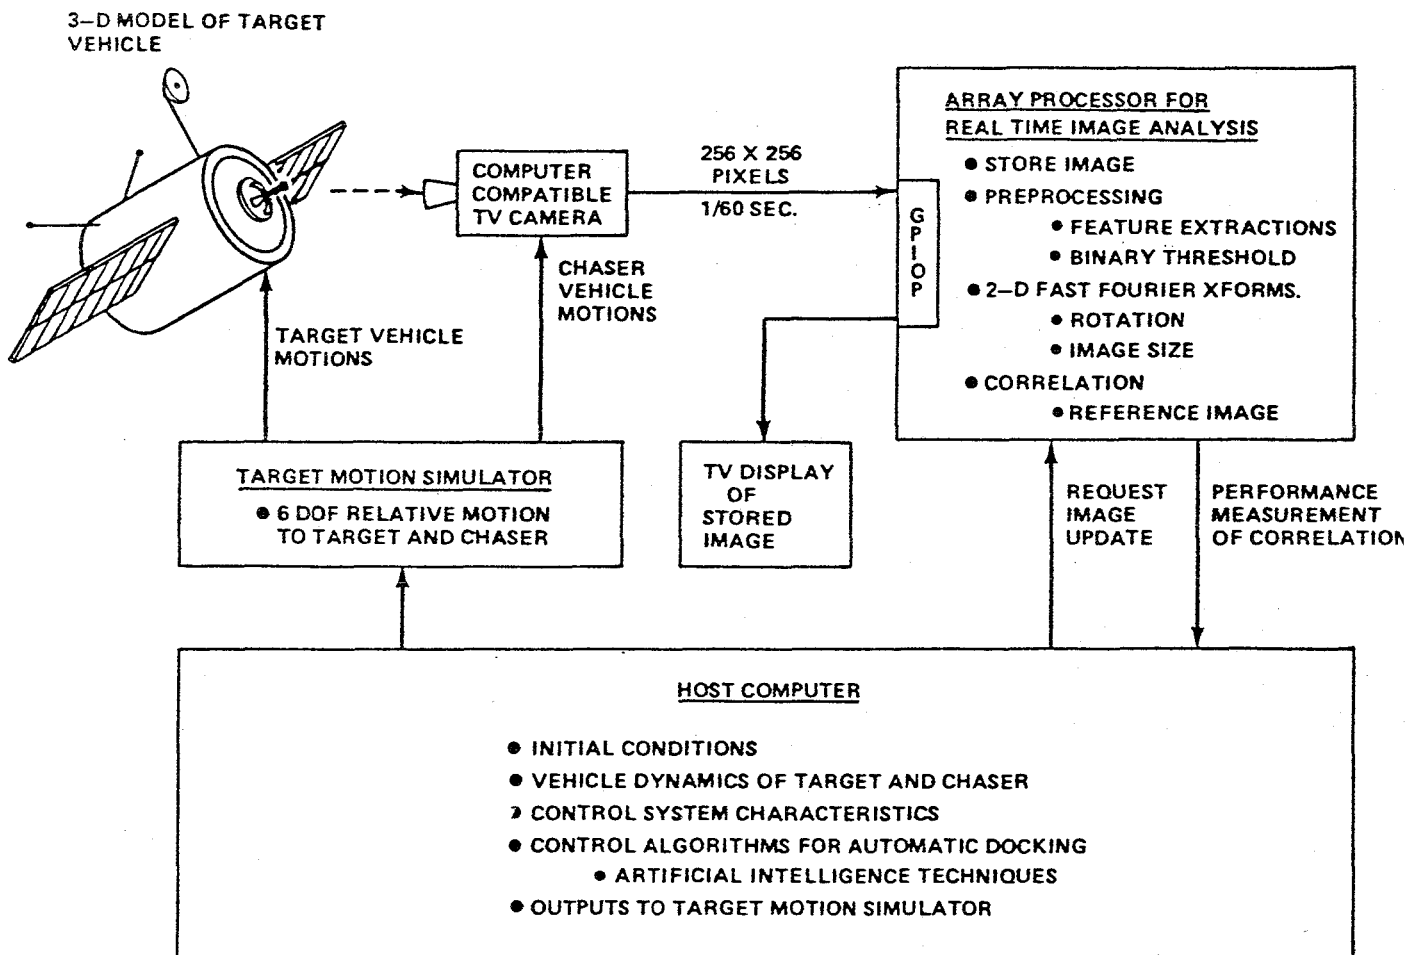 3-D MODEL OF TARGET
VEHICLE
COMPUTER
COMPATIBLE
TV CAMERA
256 X 256
PIXELS
1/60 SEC.
GPIOP
ARRAY PROCESSOR FOR
REAL TIME IMAGE ANALYSIS
● STORE IMAGE
● PREPROCESSING
● FEATURE EXTRACTIONS
● BINARY THRESHOLD
● 2-D FAST FOURIER XFORMS.
● ROTATION
● IMAGE SIZE
● CORRELATION
● REFERENCE IMAGE
CHASER
VEHICLE
MOTIONS
TARGET VEHICLE
MOTIONS
TARGET MOTION SIMULATOR
● 6 DOF RELATIVE MOTION
TO TARGET AND CHASER
TV DISPLAY
OF
STORED
IMAGE
REQUEST
IMAGE
UPDATE
PERFORMANCE
MEASUREMENT
OF CORRELATION
HOST COMPUTER
● INITIAL CONDITIONS
● VEHICLE DYNAMICS OF TARGET AND CHASER
● CONTROL SYSTEM CHARACTERISTICS
● CONTROL ALGORITHMS FOR AUTOMATIC DOCKING
● ARTIFICIAL INTELLIGENCE TECHNIQUES
● OUTPUTS TO TARGET MOTION SIMULATOR